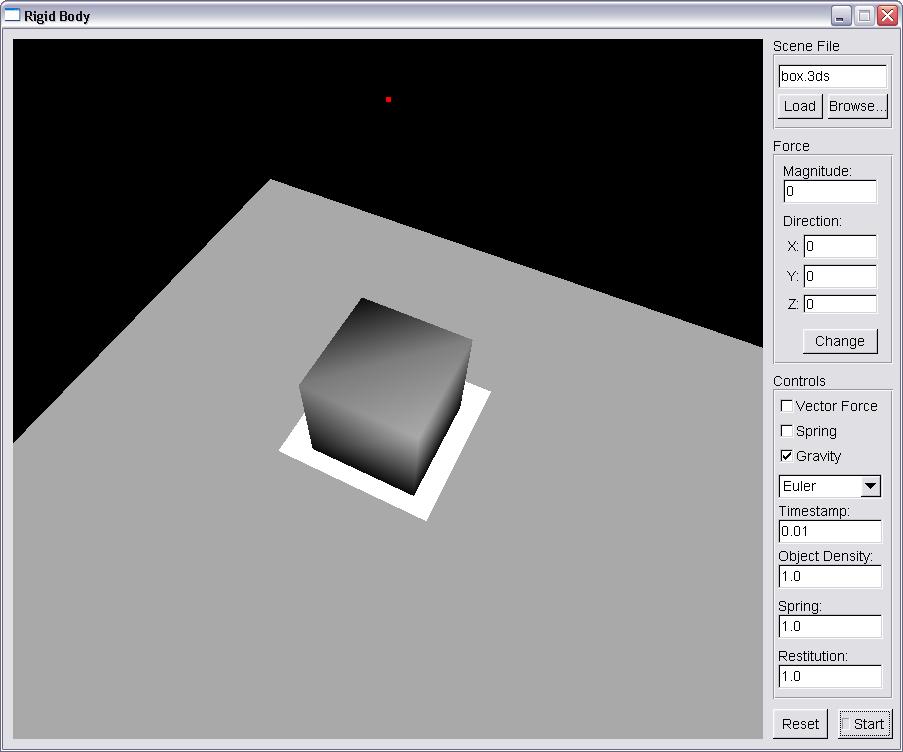 Rigid Body
Scene File
box.3ds
Load Browse...
Force
Magnitude:
0
Direction:
X: 0
Y: 0
Z: 0
Change
Controls
Vector Force
Spring
Gravity
Euler
Timestamp:
0.01
Object Density:
1.0
Spring:
1.0
Restitution:
1.0
Reset Start